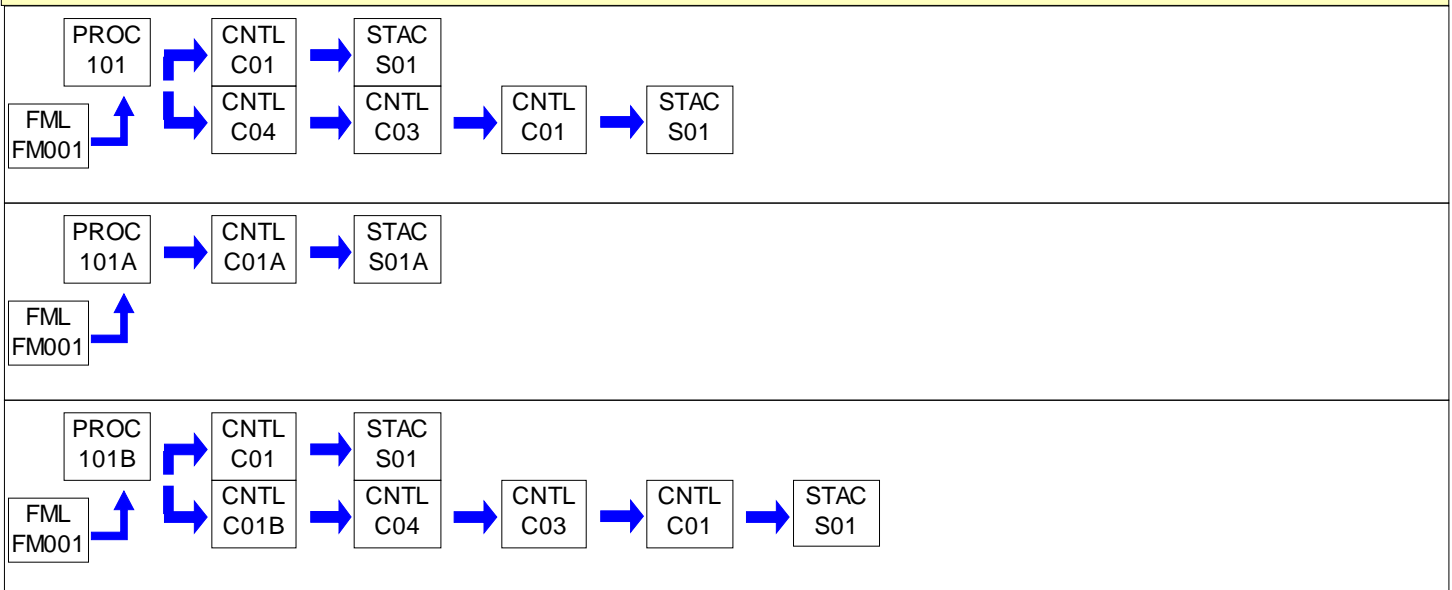 PROC
101
CNTL
C01
STAC
S01
FML
FM001
CNTL
C04
CNTL
C03
CNTL
C01
STAC
S01
PROC
101A
CNTL
C01A
STAC
S01A
FML
FM001
PROC
101B
CNTL
C01
STAC
S01
FML
FM001
CNTL
C01B
CNTL
C04
CNTL
C03
CNTL
C01
STAC
S01